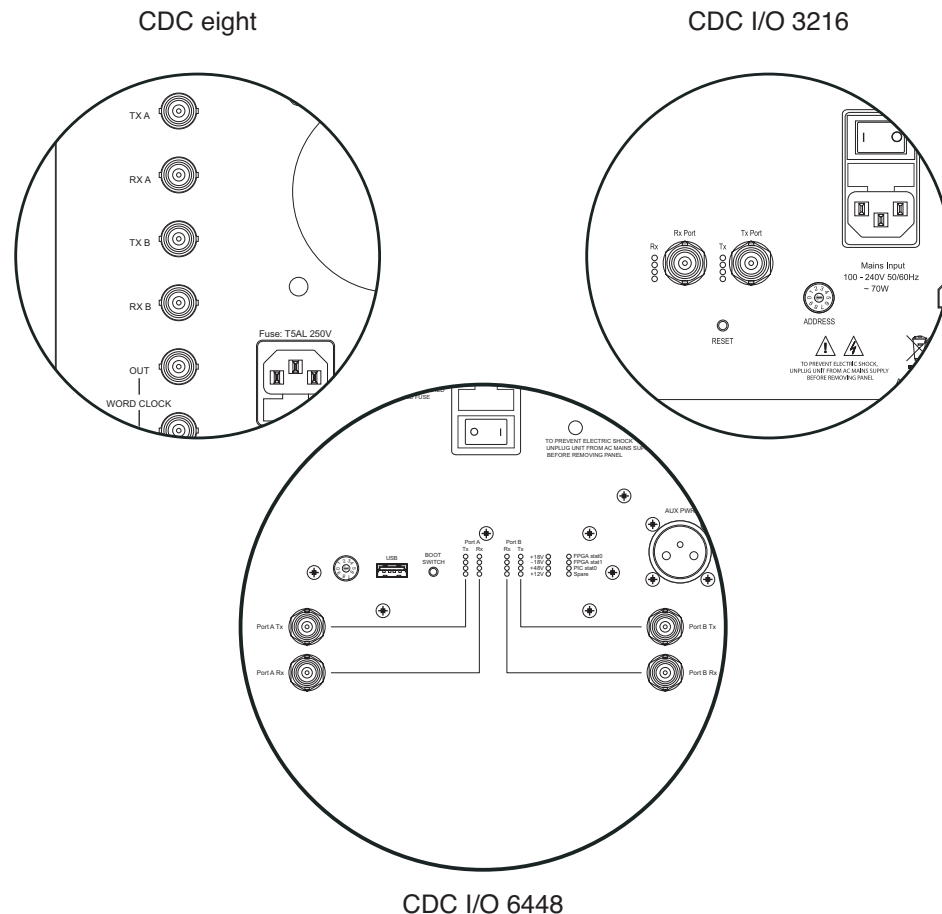 CDC eight
CDC I/O 3216
TX A
RX A
TX B
RX B
OUT
WORD CLOCK
Fuse: T5AL 250V
Rx Port
Tx Port
Rx
Tx
RESET
ADDRESS
Mains Input
100 - 240V 50/60Hz
~ 70W
TO PREVENT ELECTRIC SHOCK,
UNPLUG UNIT FROM AC MAINS SUPPLY
BEFORE REMOVING PANEL
FUSE
TO PREVENT ELECTRIC SHOCK
UNPLUG UNIT FROM AC MAINS SUP
BEFORE REMOVING PANEL
AUX PWR
USB
BOOT
SWITCH
Port A
Tx Rx
Port B
Rx Tx
+18V
-18V
+48V
+12V
FPGA stat0
FPGA stat1
PIC stat0
Spare
Port A Tx
Port A Rx
Port B Tx
Port B Rx
CDC I/O 6448